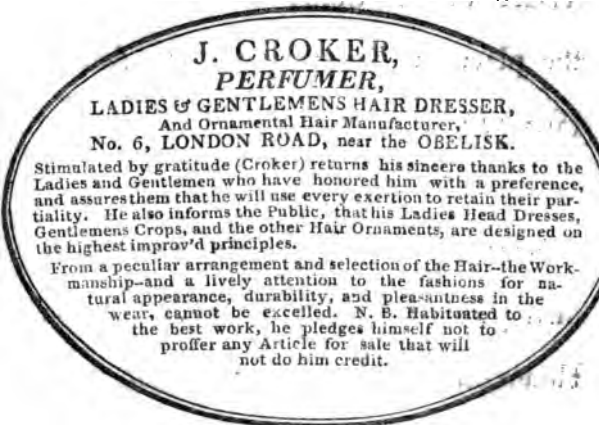 J. CROKER,
PERFUMER,
LADIES & GENTLEMENS HAIR DRESSER,
And Ornamental Hair Manufacturer,
No. 6, LONDON ROAD, near the OBELISK.
Stimulated by gratitude (Croker) returns his sincere thanks to the
Ladies and Gentlemen who have honored him with a preference,
and assures them that he will use every exertion to retain their par-
tiality. He also informs the Public, that his Ladies Head Dresses,
Gentlemens Crops, and the other Hair Ornaments, are designed on
the highest improv'd principles.
From a peculiar arrangement and selection of the Hair--the Work-
manship--and a lively attention to the fashions for na-
tural appearance, durability, and pleasantness in the
wear, cannot be excelled. N. B. Habituated to
the best work, he pledges himself not to
proffer any Article for sale that will
not do him credit.